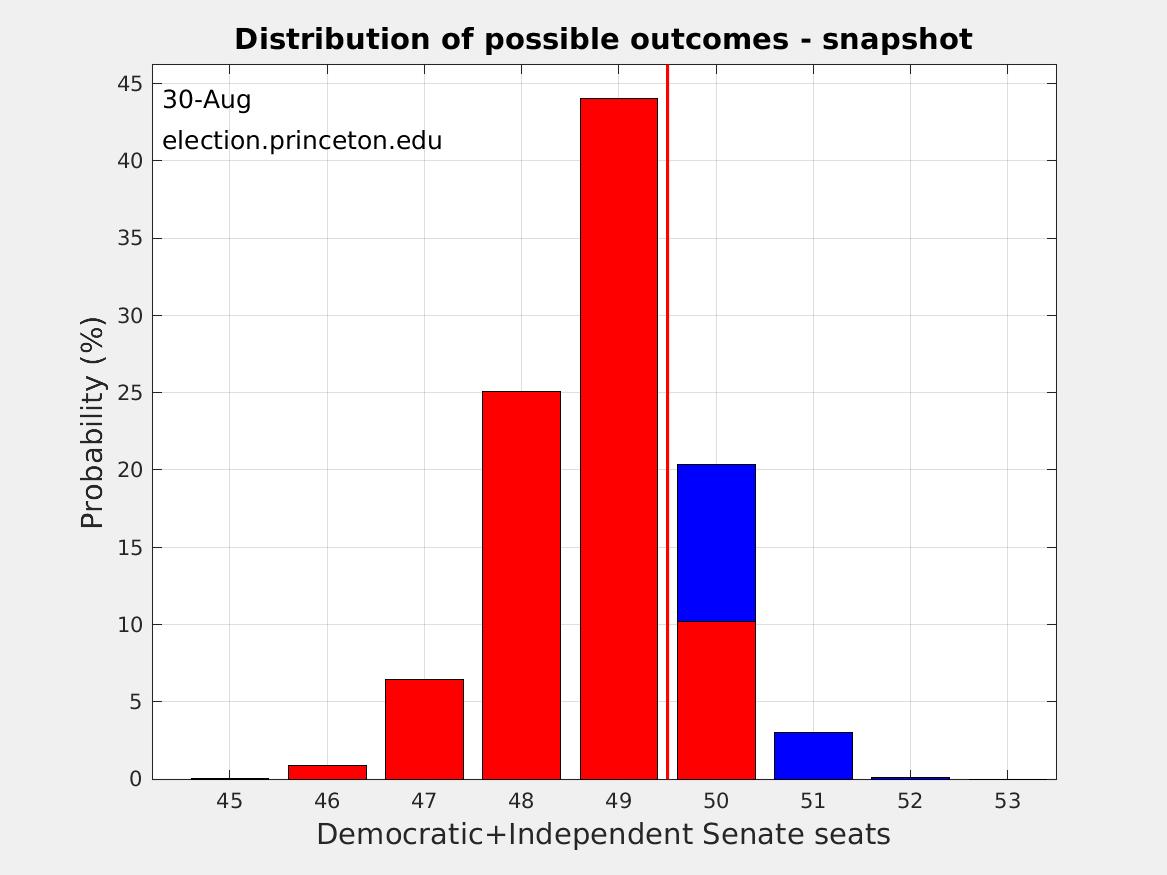 Distribution of possible outcomes - snapshot
30-Aug
election.princeton.edu
45
40
35
30
25
20
15
10
5
0
Probability (%)
45 46 47 48 49 50 51 52 53
Democratic+Independent Senate seats